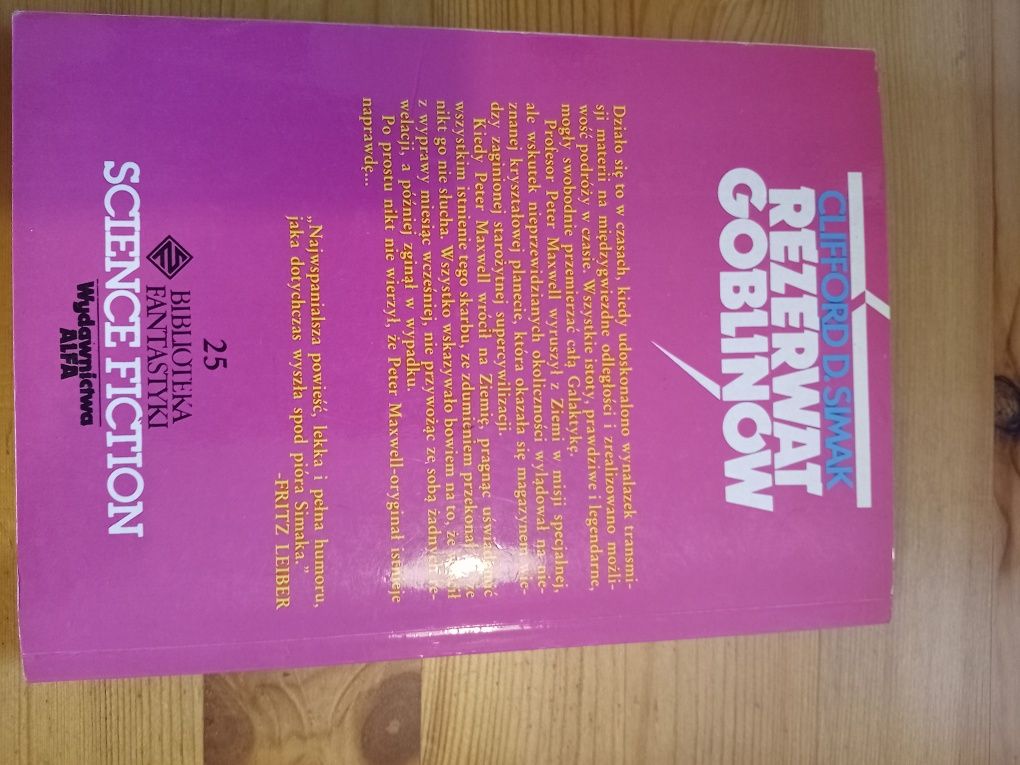 CLIFFORD D. SIMAK
REZERWAT
GOBLINÓW
Działo się to w czasach, kiedy udoskonalono wynalazek transmi-
sji materii na międzygwiezdne odległości i zrealizowano możli-
wość podróży w czasie. Wszystkie istoty, prawdziwe i legendarne,
mogły swobodnie przemierzać całą Galaktykę.
Profesor Peter Maxwell wyruszył z Ziemi w misji specjalnej,
ale wskutek nieprzewidzianych okoliczności wylądował na nie-
znanej kryształowej planecie, która okazała się magazynem wie-
dzy zaginionej starożytnej supercywilizacji.
Kiedy Peter Maxwell wrócił na Ziemię, pragnąc uświadomić
wszystkim istnienie tego skarbu, ze zdumieniem przekonał się, że
nikt go nie słucha. Wszystko wskazywało bowiem na to, że wrócił
z wyprawy miesiąc wcześniej, nie przywożąc ze sobą żadnych re-
welacji, a później zginął w wypadku.
Po prostu nikt nie wierzył, że Peter Maxwell-oryginał istnieje
naprawdę...
„Najwspanialsza powieść, lekka i pełna humoru,
jaka dotychczas wyszła spod pióra Simaka.”
-FRITZ LEIBER
25
BIBLIOTEKA
FANTASTYKI
Wydawnictwa
ALFA
SCIENCE FICTION